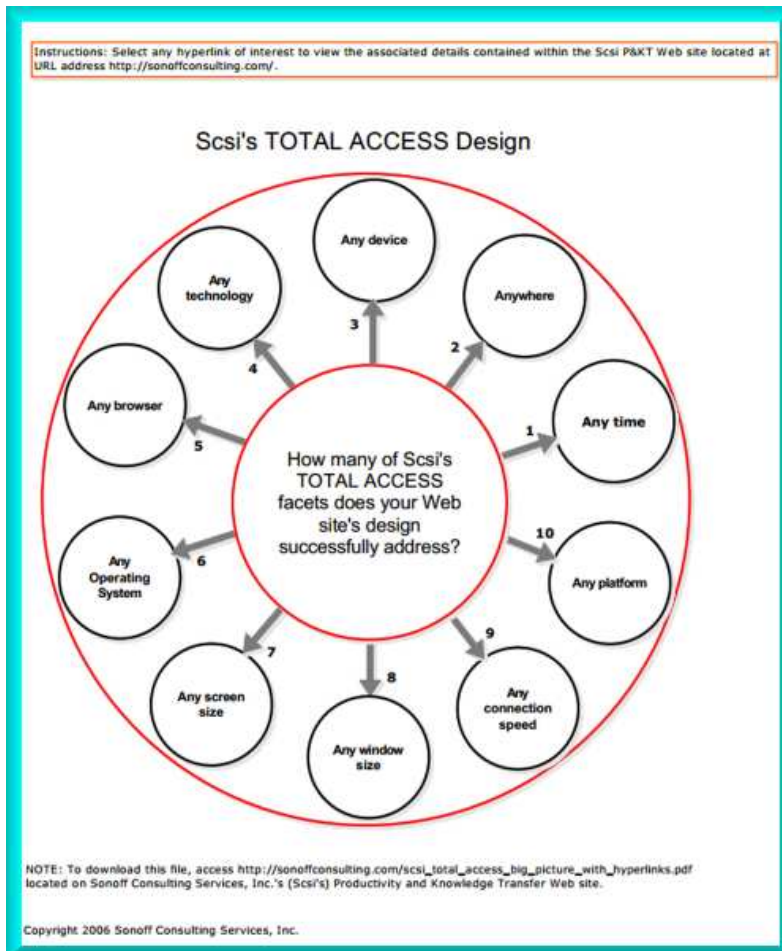 Instructions: Select any hyperlink of interest to view the associated details contained within the Scsi P&KT Web site located at
URL address http://sonoffconsulting.com/.
Scsi's TOTAL ACCESS Design
Any device
3
Anywhere
2
Any time
1
Any
technology
4
Any browser
5
How many of Scsi's
TOTAL ACCESS
facets does your Web
site's design
successfully address?
Any
Operating
System
6
Any screen
size
7
Any window
size
8
Any
connection
speed
9
Any platform
10
NOTE: To download this file, access http://sonoffconsulting.com/scsi_total_access_big_picture_with_hyperlinks.pdf
located on Sonoff Consulting Services, Inc.'s (Scsi's) Productivity and Knowledge Transfer Web site.
Copyright 2006 Sonoff Consulting Services, Inc.